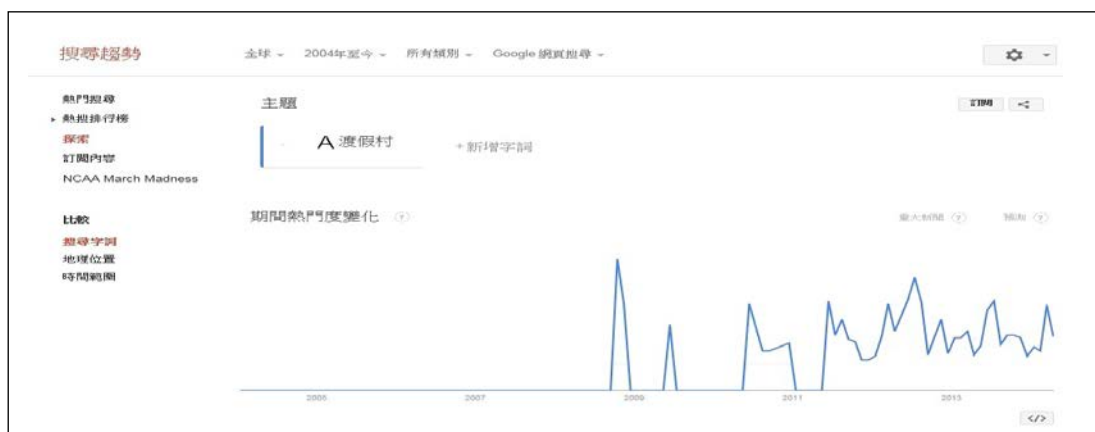 搜尋趨勢
全球 2004年至今 所有類別 Google 網頁搜尋
熱門搜尋
熱搜排行榜
探索
訂閱內容
NCAA March Madness
比較
搜尋字詞
地理位置
時間範圍
主題
訂閱
A 渡假村
+新增字詞
期間熱門度變化 ?
重大新聞 ? 預測 ?
2005 2007 2009 2011 2015
</>